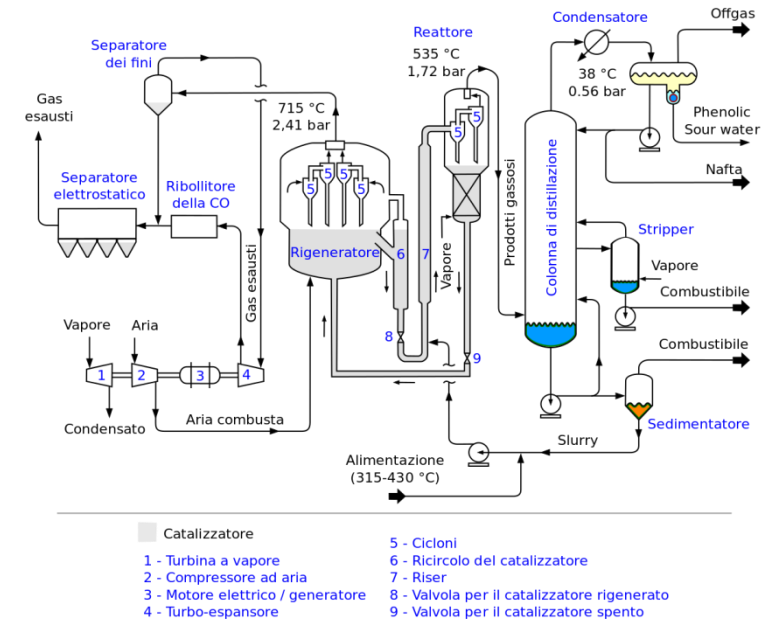 Offgas
Condensatore
Reattore
535 °C
1,72 bar
Separatore
dei fini
38 °C
0.56 bar
Gas
esausti
715 °C
2,41 bar
Phenolic
Sour water
5
5
Nafta
Separatore
elettrostatico
Ribollitore
della CO
5
5
5
5
Prodotti gassosi
Colonna di distillazione
Stripper
Rigeneratore
6
7
Vapore
Vapore
Gas esausti
Combustibile
Vapore
Aria
8
9
Combustibile
1
2
3
4
Condensato
Aria combusta
Sedimentatore
Slurry
Alimentazione
(315-430 °C)
Catalizzatore
1 - Turbina a vapore
2 - Compressore ad aria
3 - Motore elettrico / generatore
4 - Turbo-espansore
5 - Cicloni
6 - Ricircolo del catalizzatore
7 - Riser
8 - Valvola per il catalizzatore rigenerato
9 - Valvola per il catalizzatore spento